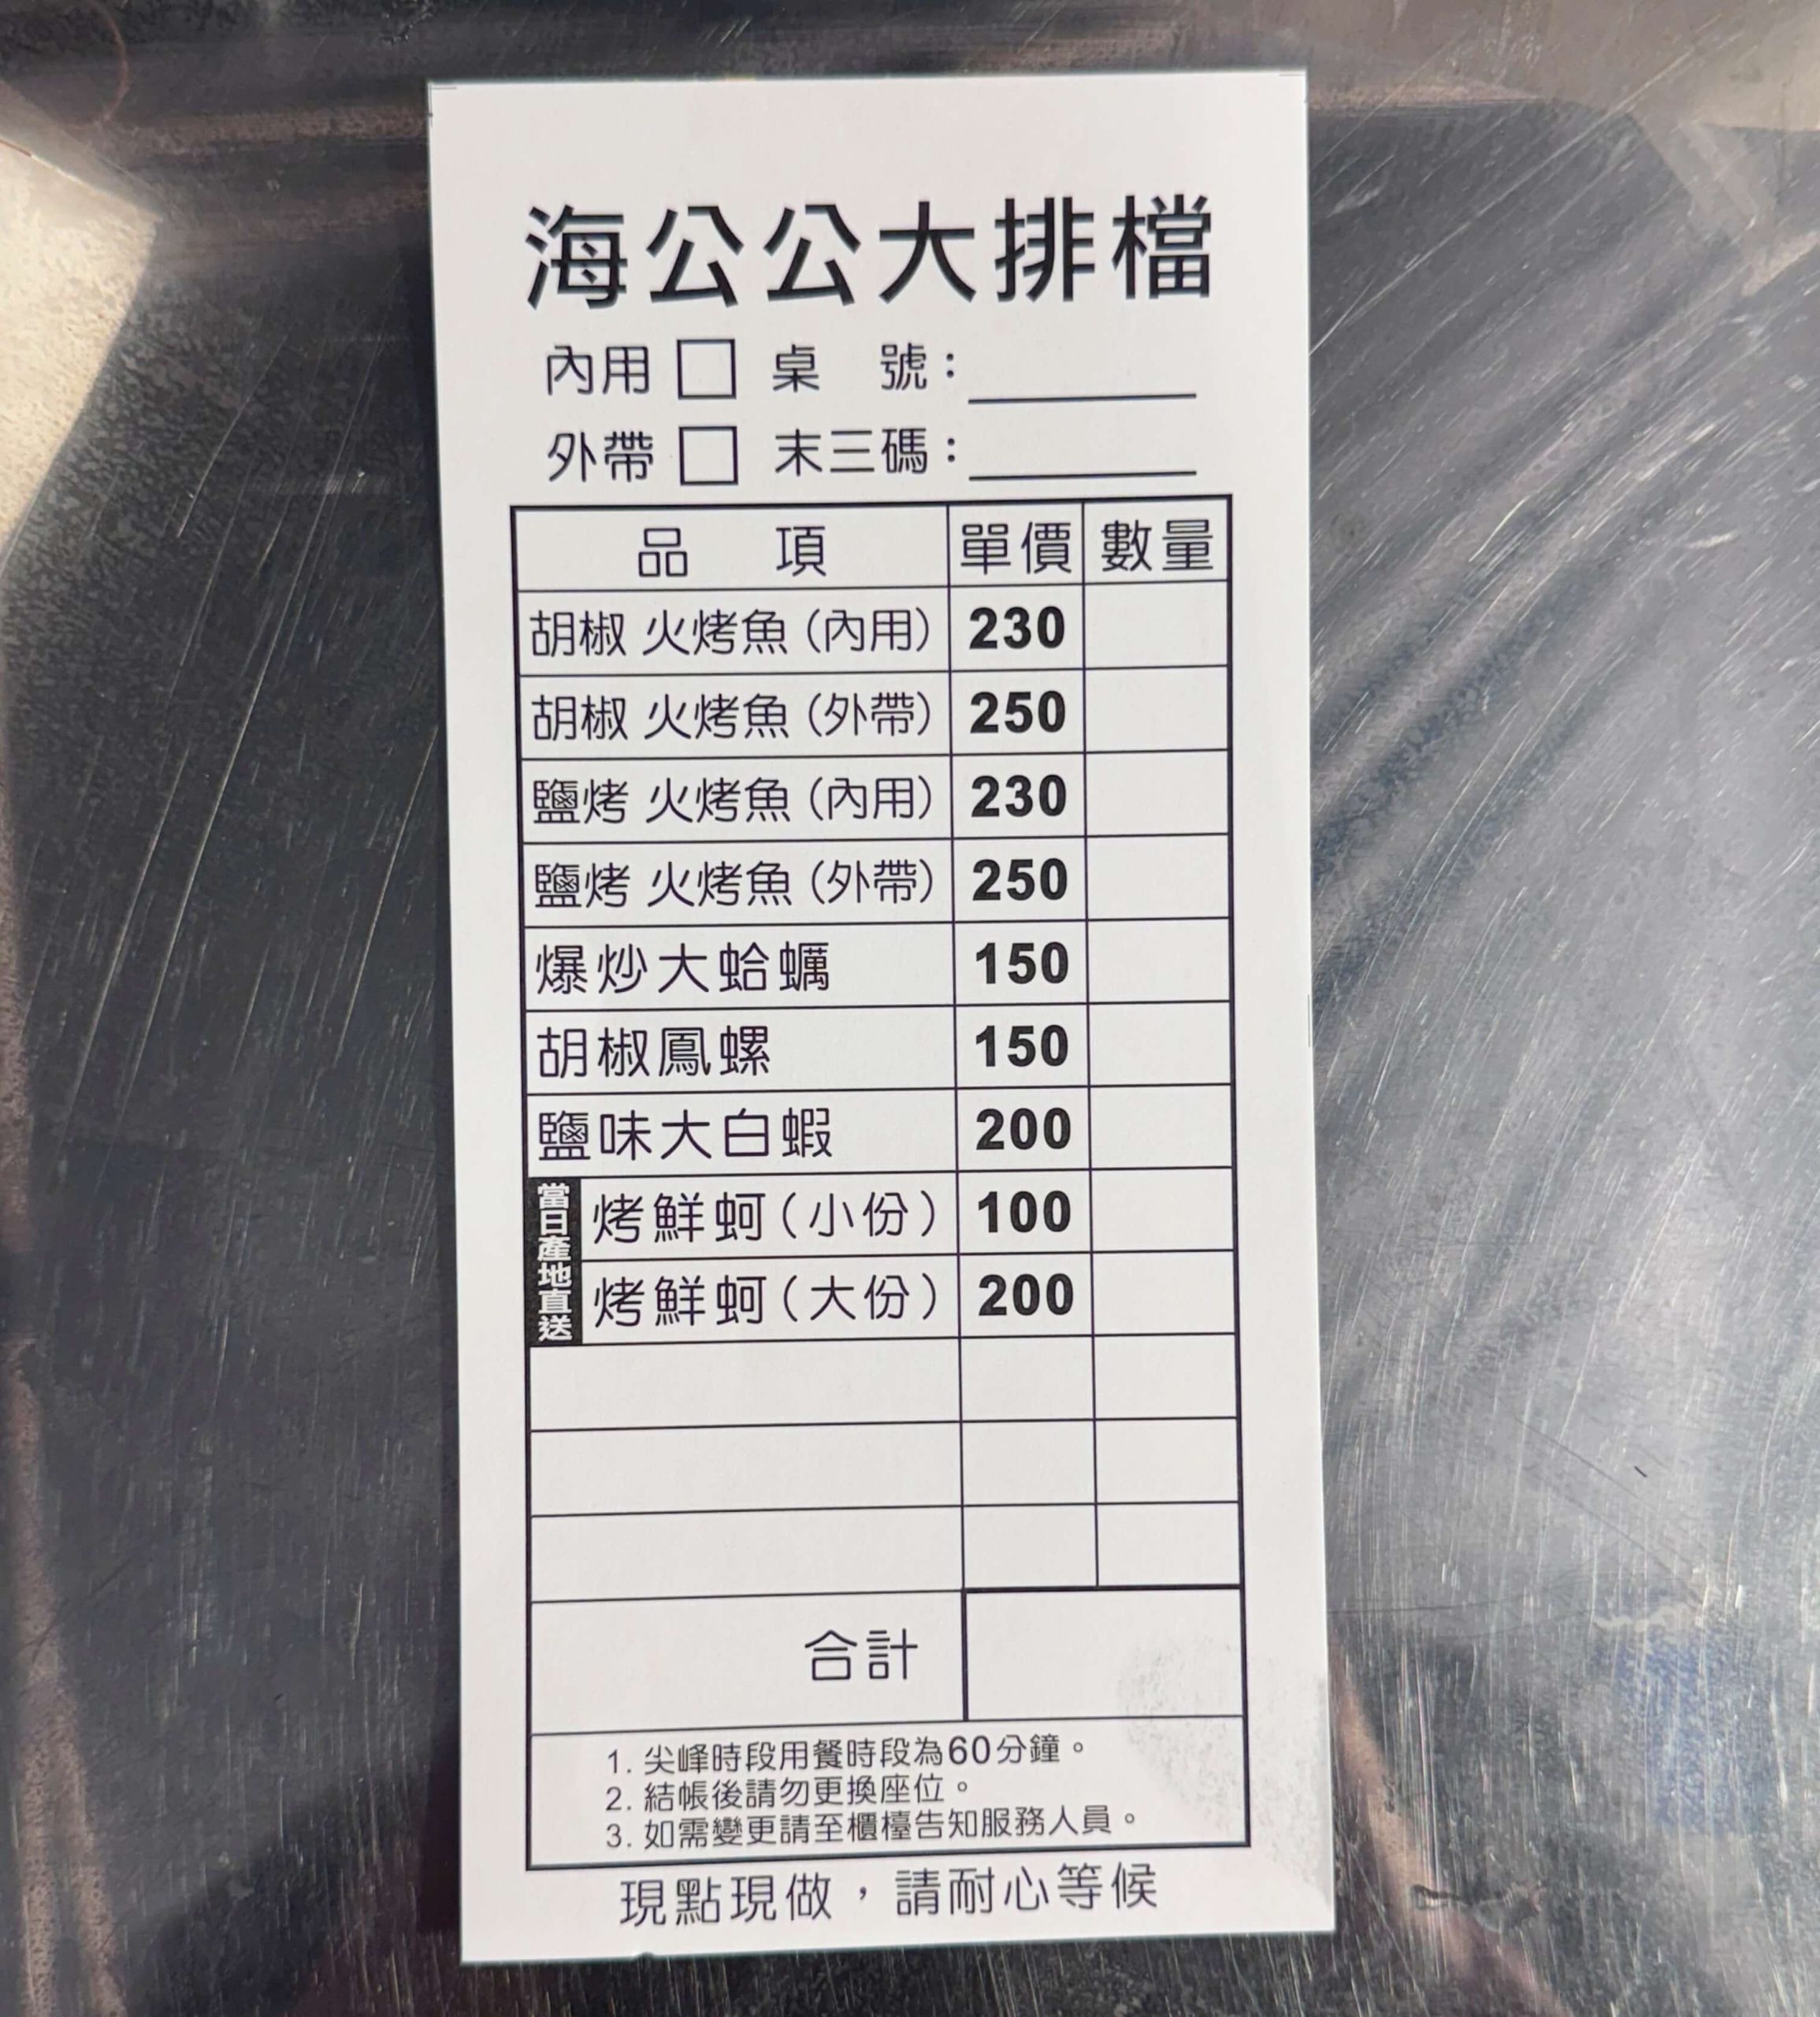 海公公大排檔
內用 □ 桌 號：
外帶 □ 末三碼：
品 項 單價 數量
胡椒 火烤魚(內用) 230
胡椒 火烤魚(外帶) 250
鹽烤 火烤魚(內用) 230
鹽烤 火烤魚(外帶) 250
爆炒大蛤蠣 150
胡椒鳳螺 150
鹽味大白蝦 200
當日產地直送
烤鮮蚵(小份) 100
烤鮮蚵(大份) 200
合計
1. 尖峰時段用餐時段為60分鐘。
2. 結帳後請勿更換座位。
3. 如需變更請至櫃檯告知服務人員。
現點現做，請耐心等候